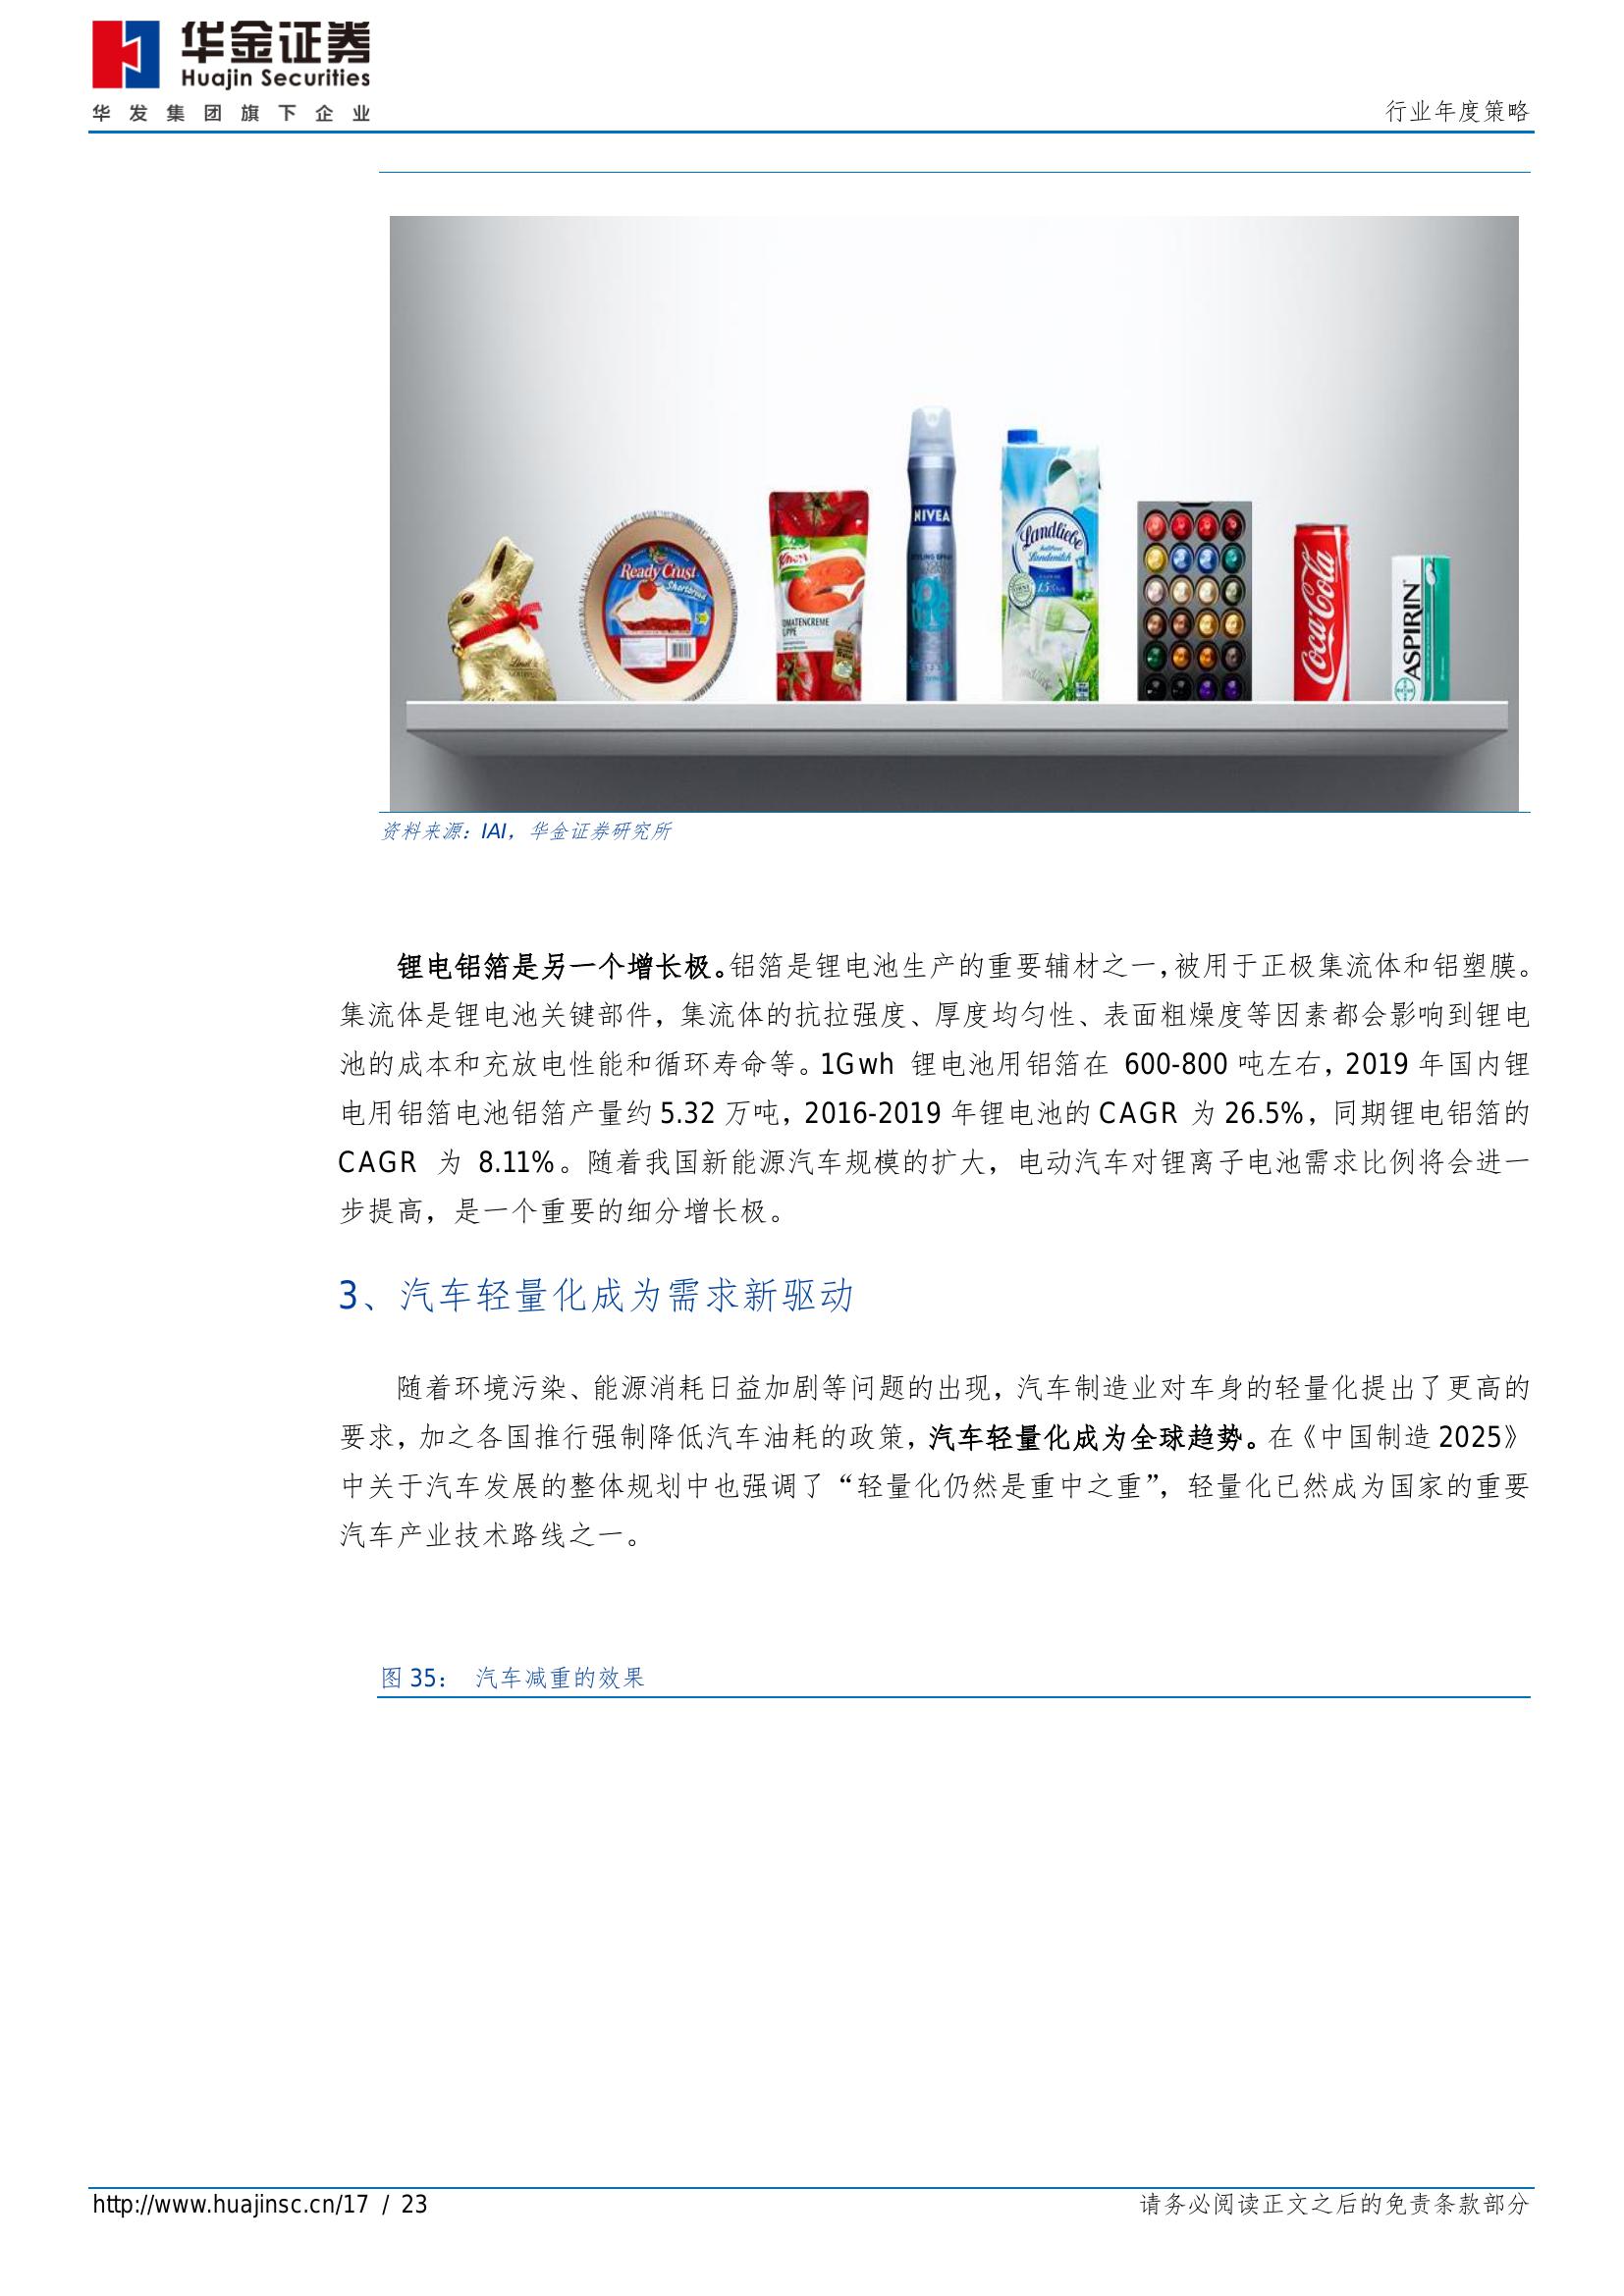 华金证券
Huajin Securities
华发集团旗下企业
行业年度策略
Ready Crust
Shortbread
Knorr
TOMATENCREME
SUPPE
NIVEA
STYLING SPRAY
Landliebe
haltbare
Landmilch
1,5% Fett
Coca-Cola
ASPIRIN
BAYER
Lindt
资料来源：IAI，华金证券研究所
锂电铝箔是另一个增长极。铝箔是锂电池生产的重要辅材之一，被用于正极集流体和铝塑膜。
集流体是锂电池关键部件，集流体的抗拉强度、厚度均匀性、表面粗燥度等因素都会影响到锂电
池的成本和充放电性能和循环寿命等。1Gwh 锂电池用铝箔在 600-800 吨左右，2019 年国内锂
电用铝箔电池铝箔产量约 5.32 万吨，2016-2019 年锂电池的 CAGR 为 26.5%，同期锂电铝箔的
CAGR 为 8.11%。随着我国新能源汽车规模的扩大，电动汽车对锂离子电池需求比例将会进一
步提高，是一个重要的细分增长极。
3、汽车轻量化成为需求新驱动
随着环境污染、能源消耗日益加剧等问题的出现，汽车制造业对车身的轻量化提出了更高的
要求，加之各国推行强制降低汽车油耗的政策，汽车轻量化成为全球趋势。在《中国制造 2025》
中关于汽车发展的整体规划中也强调了“轻量化仍然是重中之重”，轻量化已然成为国家的重要
汽车产业技术路线之一。
图 35： 汽车减重的效果
http://www.huajinsc.cn/17 / 23
请务必阅读正文之后的免责条款部分